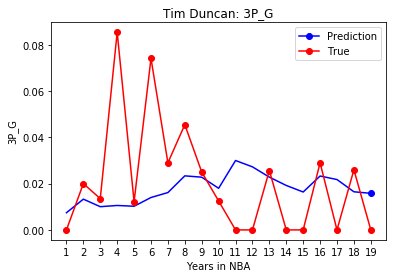 Tim Duncan: 3P_G
Prediction
True
0.08
0.06
0.04
0.02
0.00
3P_G
1 2 3 4 5 6 7 8 9 10 11 12 13 14 15 16 17 18 19
Years in NBA